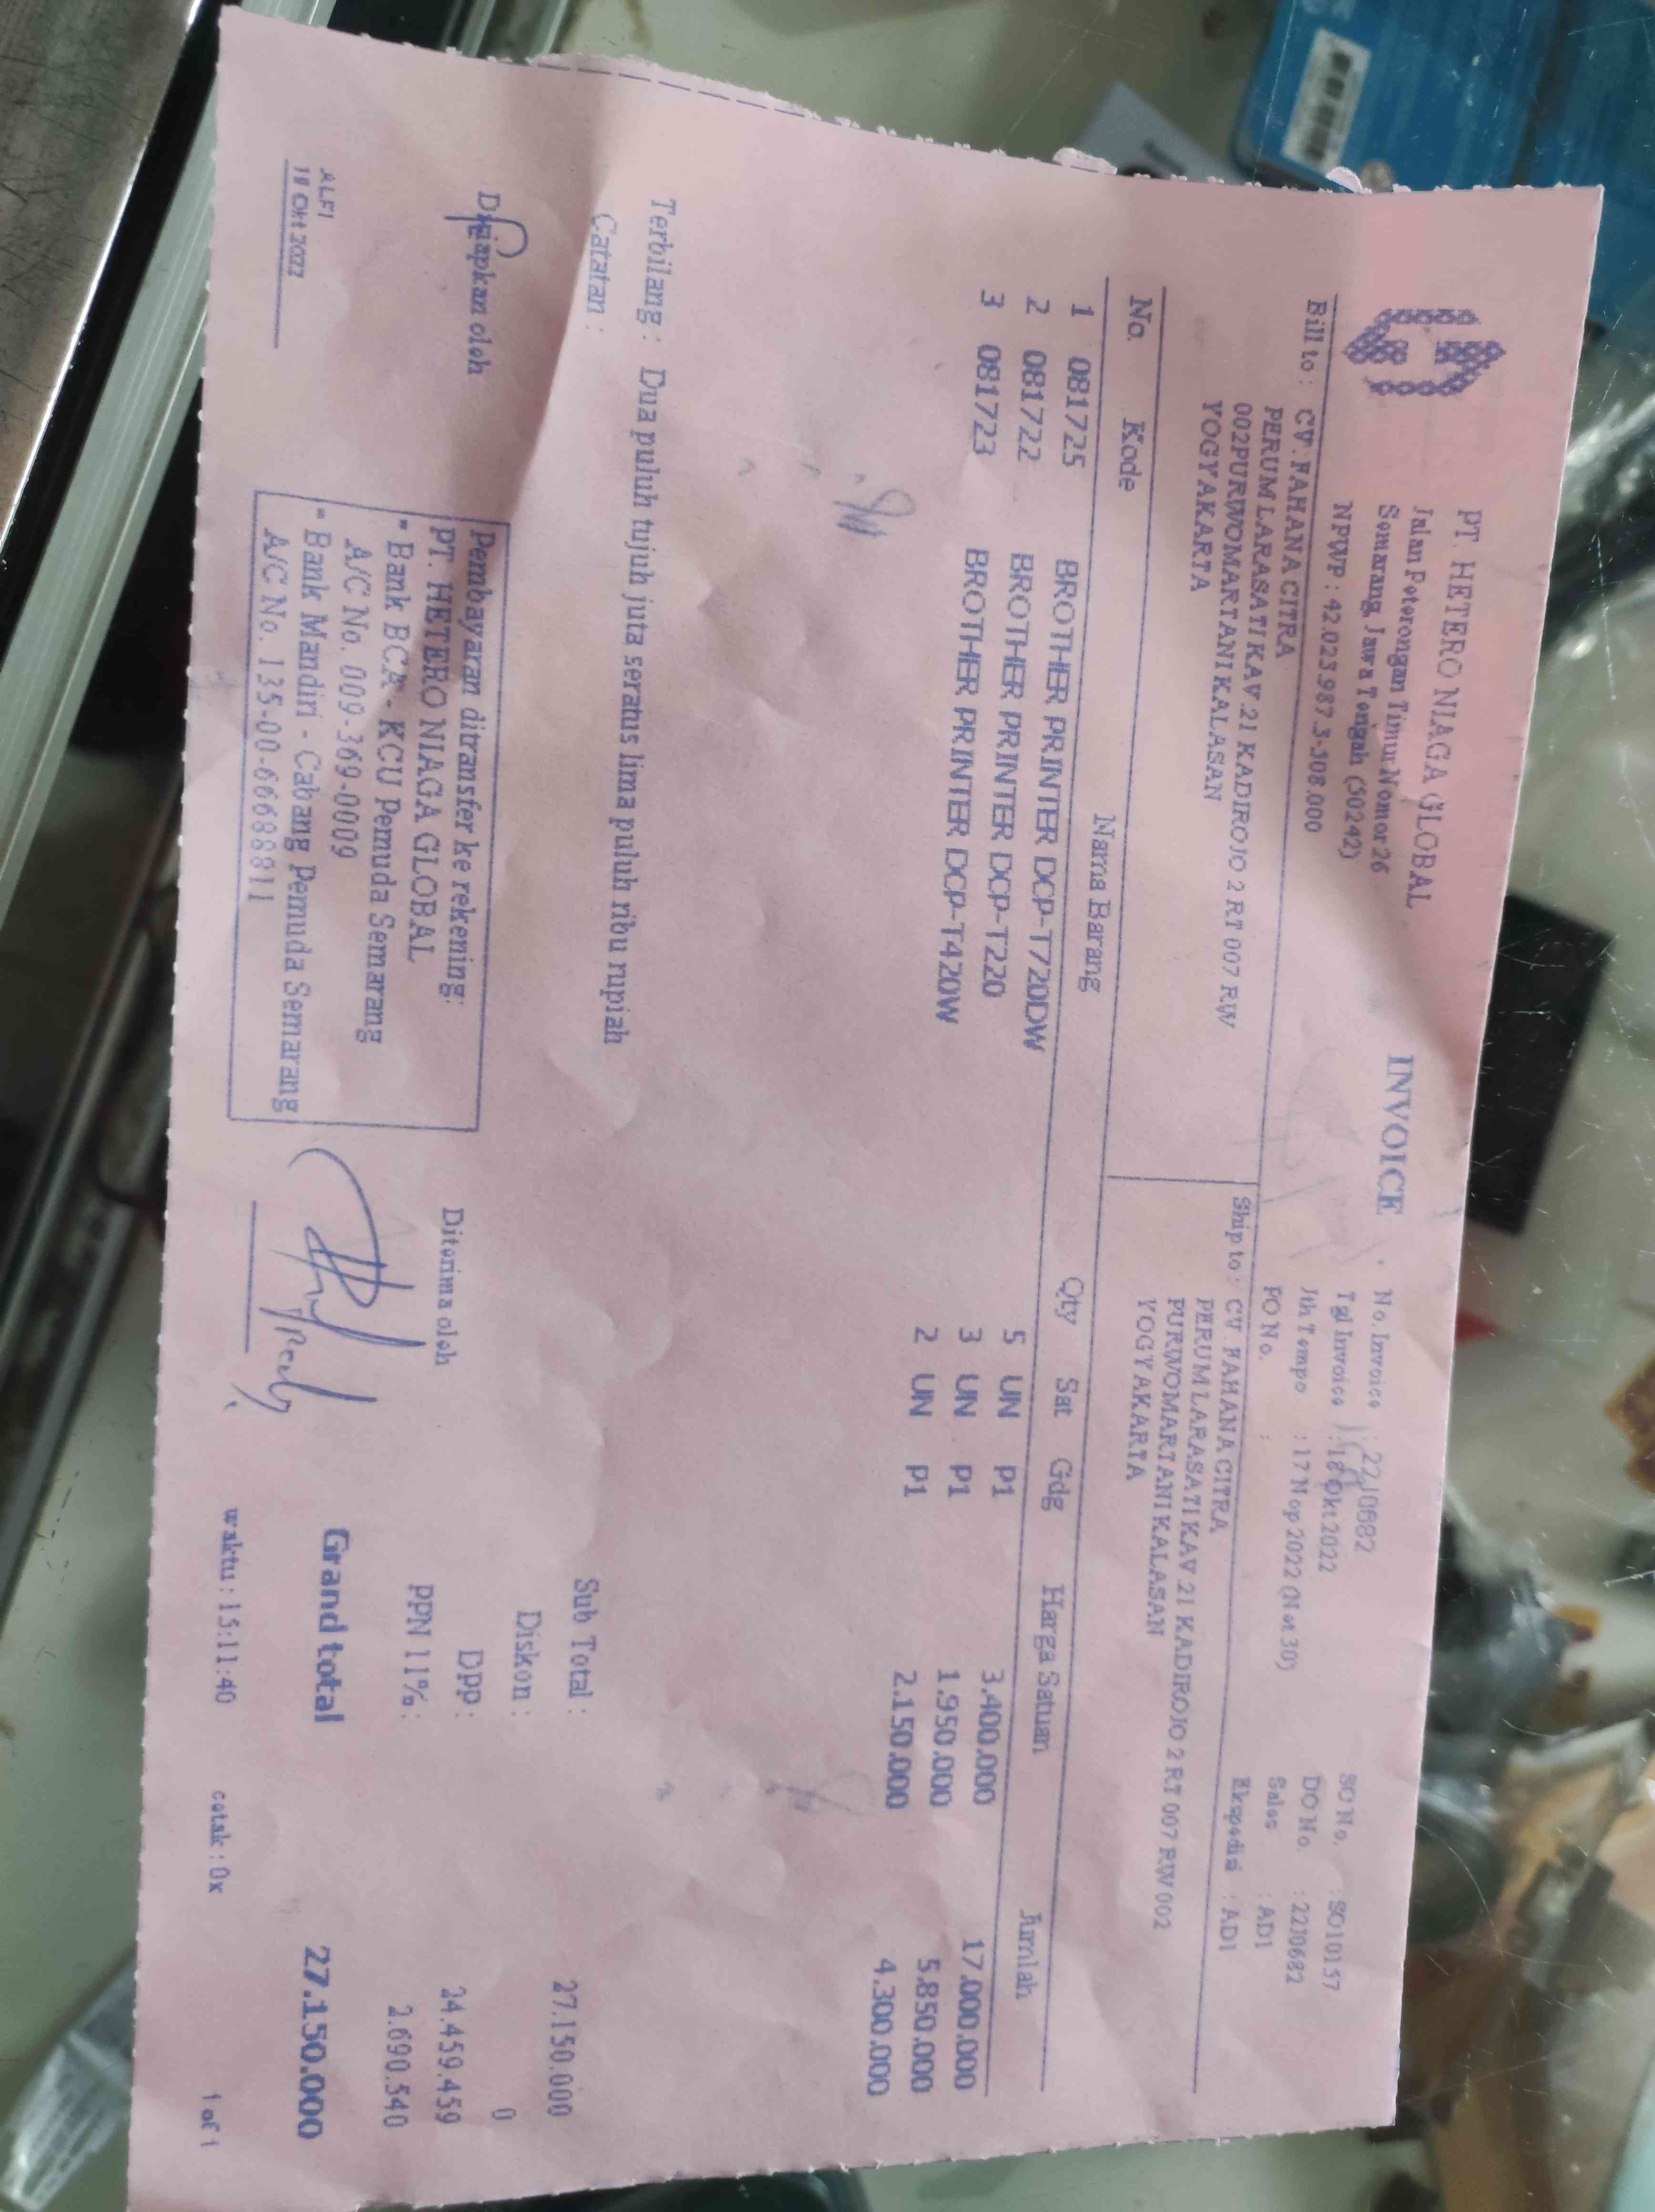 PT. HETERO NIAGA GLOBAL
Jalan Peterongan Timur Nomor 26
Semarang, Jawa Tengah (50242)
NPWP : 42.023.987.3-508.000
INVOICE
No. Invoice : 22J0682
Tgl Invoice : 18 Okt 2022
Jth Tempo : 17 Nop 2022 (Net 30)
PO No. :
SO No. : SO10157
DO No. : 22J0682
Sales : AD1
Ekspedisi : AD1
Bill to : CV. FAHANA CITRA
PERUM LARASATI KAV.21 KADIROJO 2 RT 007 RW
002PURWOMARTANI KALASAN
YOGYAKARTA
Ship to : CV. FAHANA CITRA
PERUM LARASATI KAV.21 KADIROJO 2 RT 007 RW 002
PURWOMARTANI KALASAN
YOGYAKARTA
No. Kode Nama Barang Qty Sat Gdg Harga Satuan Jumlah
1 081725 BROTHER PRINTER DCP-T720DW 5 UN P1 3.400.000 17.000.000
2 081722 BROTHER PRINTER DCP-T220 3 UN P1 1.950.000 5.850.000
3 081723 BROTHER PRINTER DCP-T420W 2 UN P1 2.150.000 4.300.000
Terbilang : Dua puluh tujuh juta seratus lima puluh ribu rupiah
Catatan :
Sub Total : 27.150.000
Diskon : 0
DPP : 24.459.459
PPN 11% : 2.690.540
Grand total 27.150.000
Disiapkan oleh
ALFI
18 Okt 2022
Pembayaran ditransfer ke rekening:
PT. HETERO NIAGA GLOBAL
- Bank BCA - KCU Pemuda Semarang
A/C No. 009-369-0009
- Bank Mandiri - Cabang Pemuda Semarang
A/C No. 135-00-6668881 1
Diterima oleh
waktu : 15:11:40 cetak : 0x 1 of 1